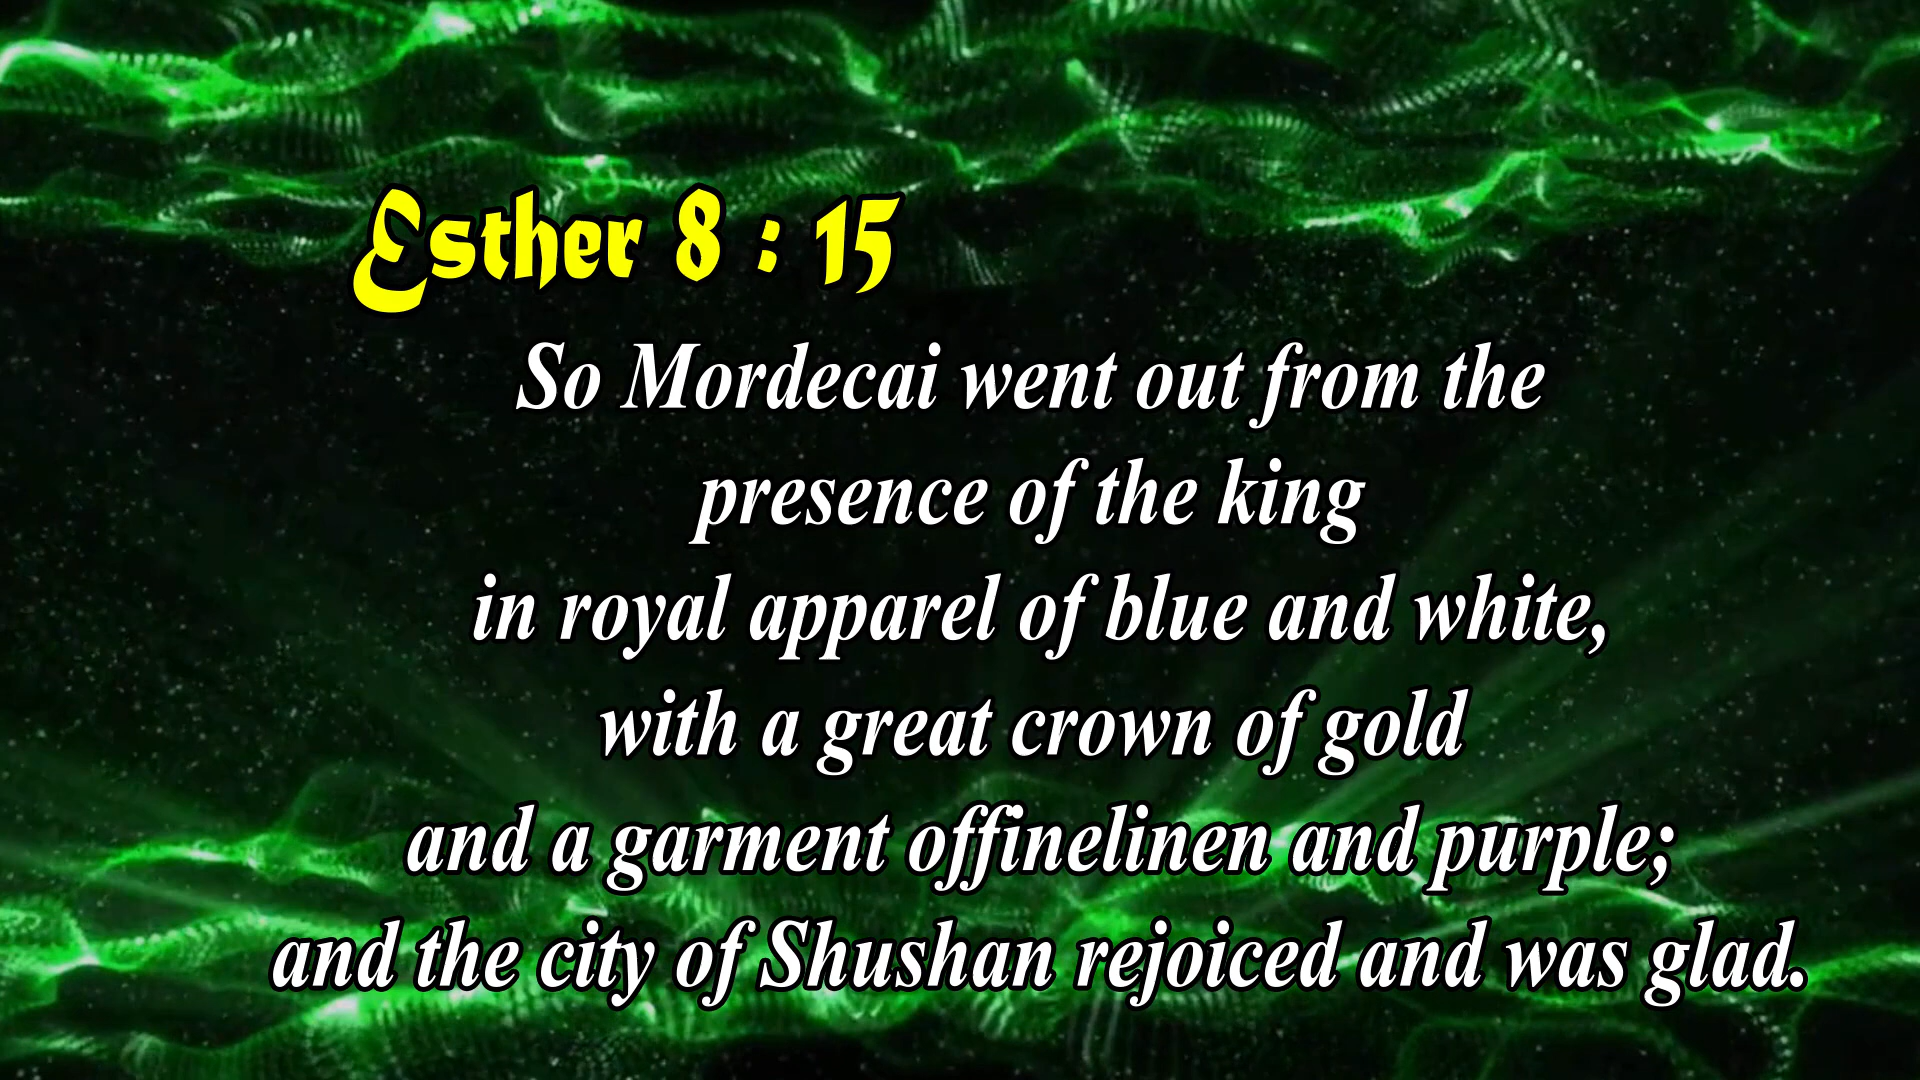 Esther 8 : 15
So Mordecai went out from the
presence of the king
in royal apparel of blue and white,
with a great crown of gold
and a garment offinelinen and purple;
and the city of Shushan rejoiced and was glad.